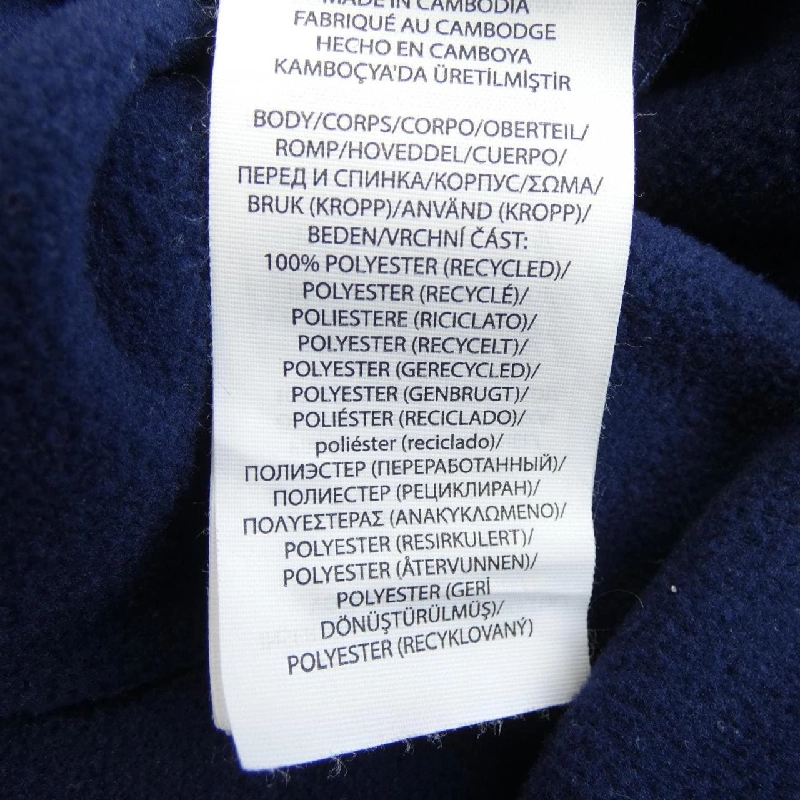 MADE IN CAMBODIA
FABRIQUÉ AU CAMBODGE
HECHO EN CAMBOYA
KAMBOÇYA'DA ÜRETİLMİŞTİR
BODY/CORPS/CORPO/OBERTEIL/
ROMP/HOVEDDEL/CUERPO/
ПЕРЕД И СПИНКА/КОРПУС/ΣΩΜΑ/
BRUK (KROPP)/ANVÄND (KROPP)/
BEDEN/VRCHNÍ ČÁST:
100% POLYESTER (RECYCLED)/
POLYESTER (RECYCLÉ)/
POLIESTERE (RICICLATO)/
POLYESTER (RECYCELT)/
POLYESTER (GERECYCLED)/
POLYESTER (GENBRUGT)/
POLIÉSTER (RECICLADO)/
poliéster (reciclado)/
ПОЛИЭСТЕР (ПЕРЕРАБОТАННЫЙ)/
ПОЛИЕСТЕР (РЕЦИКЛИРАН)/
ΠΟΛΥΕΣΤΕΡΑΣ (ΑΝΑΚΥΚΛΩΜΕΝΟ)/
POLYESTER (RESIRKULERT)/
POLYESTER (ÅTERVUNNEN)/
POLYESTER (GERİ
DÖNÜŞTÜRÜLMÜŞ)/
POLYESTER (RECYKLOVANÝ)